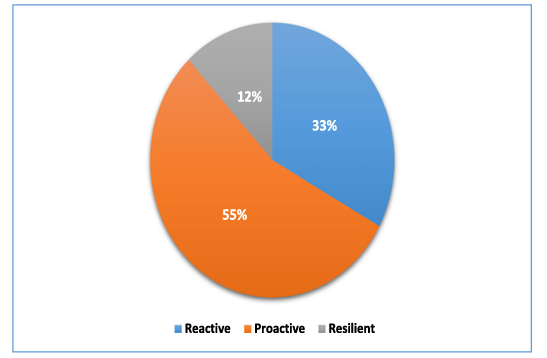 12%
33%
55%
Reactive Proactive Resilient